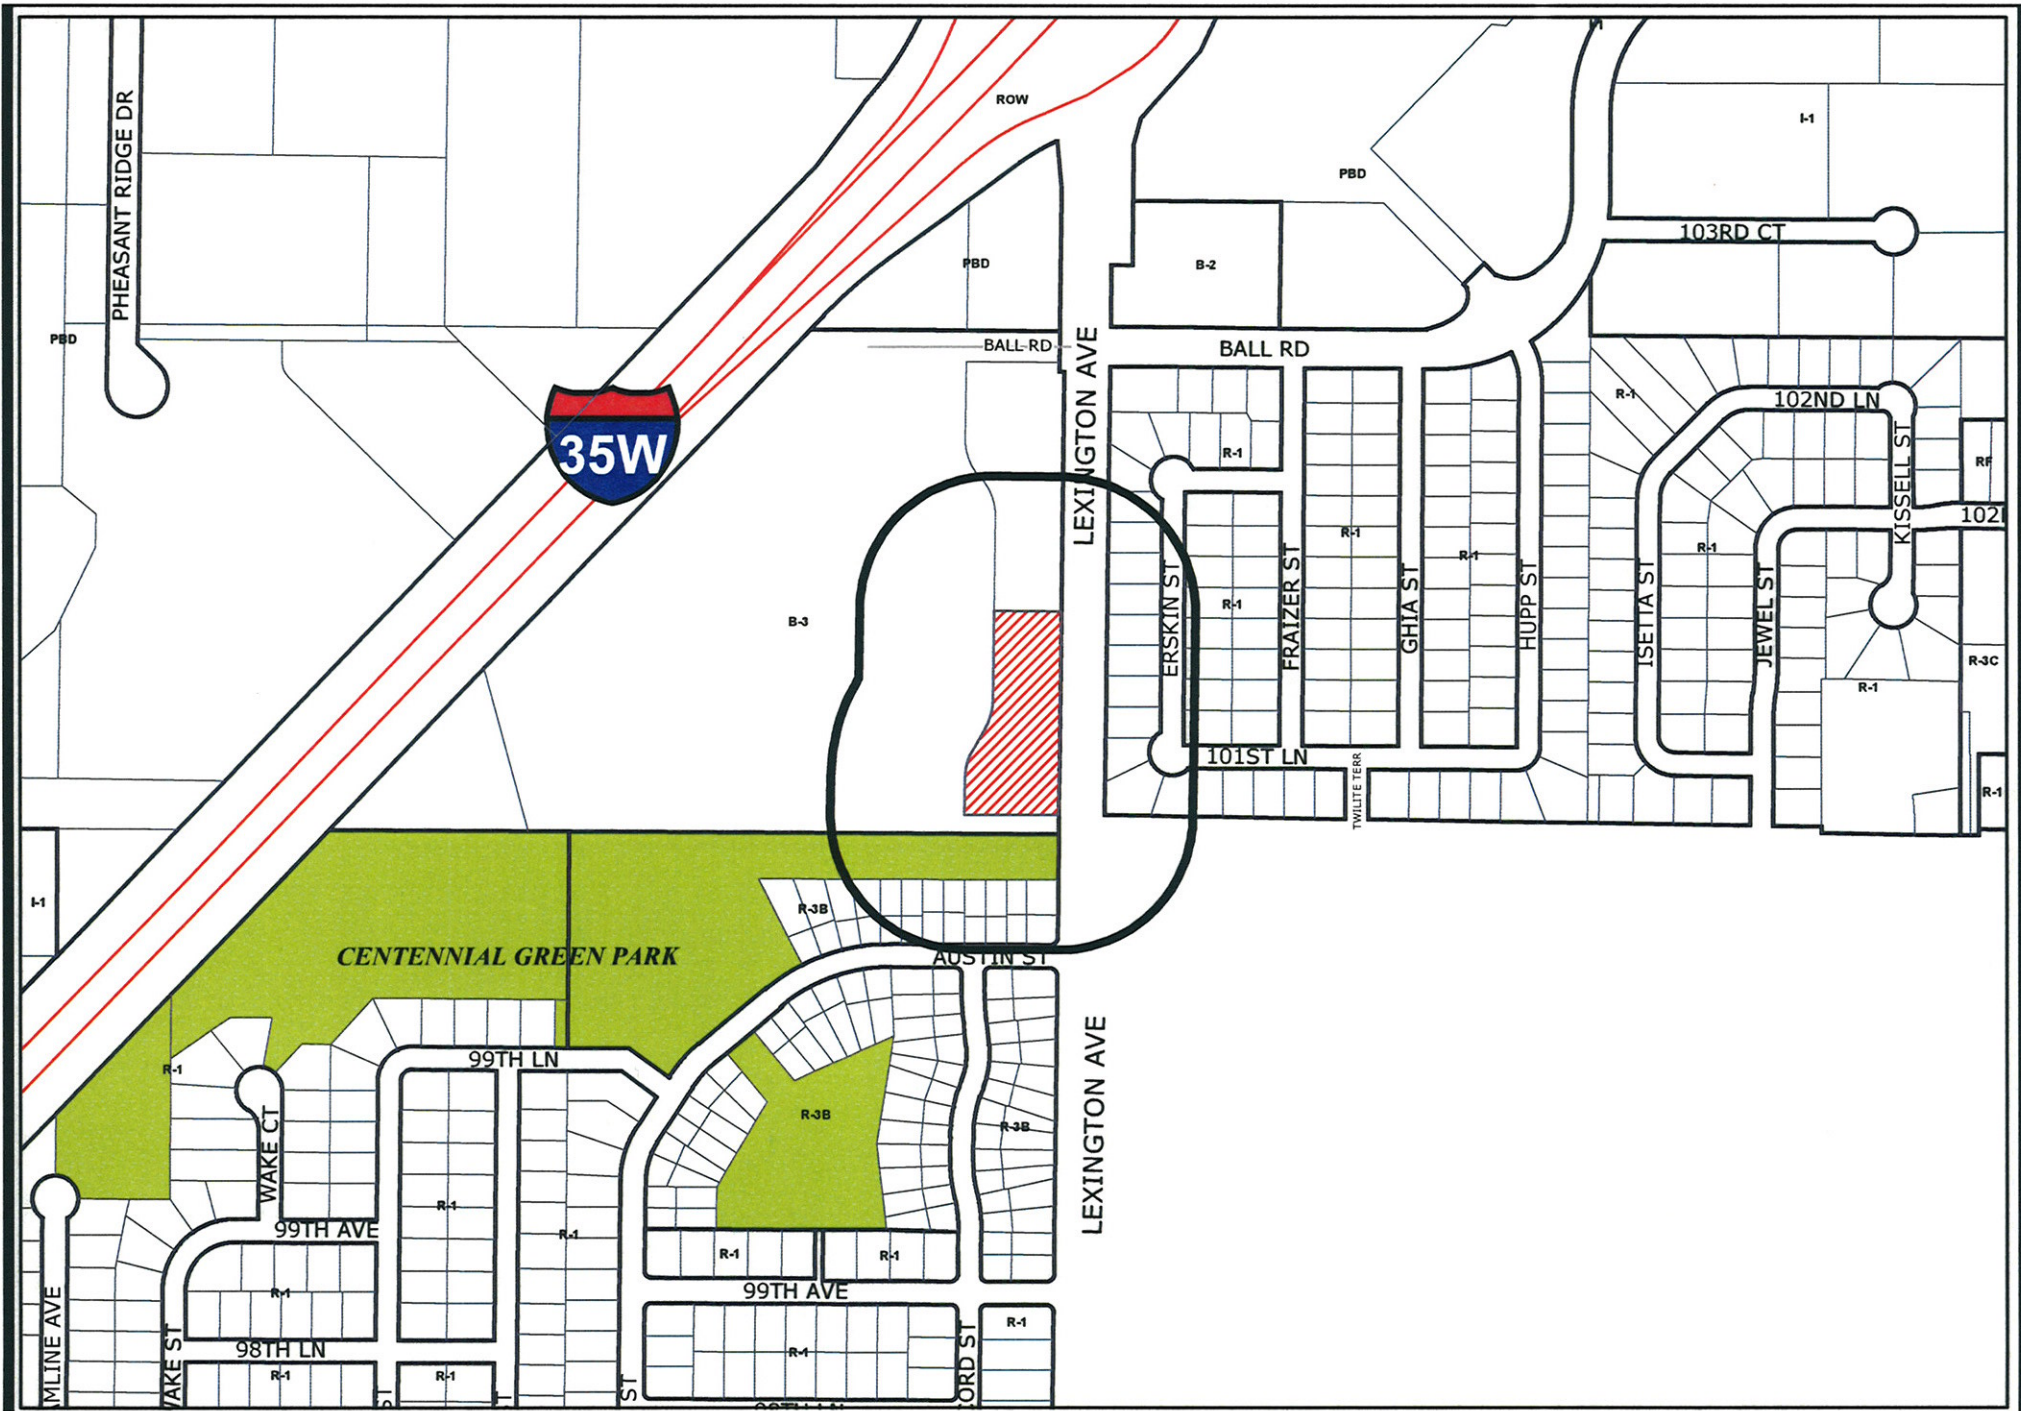 ROW
I-1
PHEASANT RIDGE DR
PBD
103RD CT
PBD
B-2
PBD
BALL RD
BALL RD
LEXINGTON AVE
R-1
102ND LN
35W
R-1
RF
KISSELL ST
102
R-1
R-1
R-1
ERSKIN ST
FRAIZER ST
GHIA ST
HUPP ST
ISETTA ST
JEWEL ST
R-1
B-3
R-3C
R-1
101ST LN
TWILITE TERR
R-1
I-1
R-3B
CENTENNIAL GREEN PARK
AUSTIN ST
99TH LN
R-1
LEXINGTON AVE
R-3B
R-3B
WAKE CT
R-1
99TH AVE
R-1
R-1
R-1
R-1
99TH AVE
MLINE AVE
WAKE ST
98TH LN
R-1
R-1
R-1
R-1
ORD ST
ST
ST